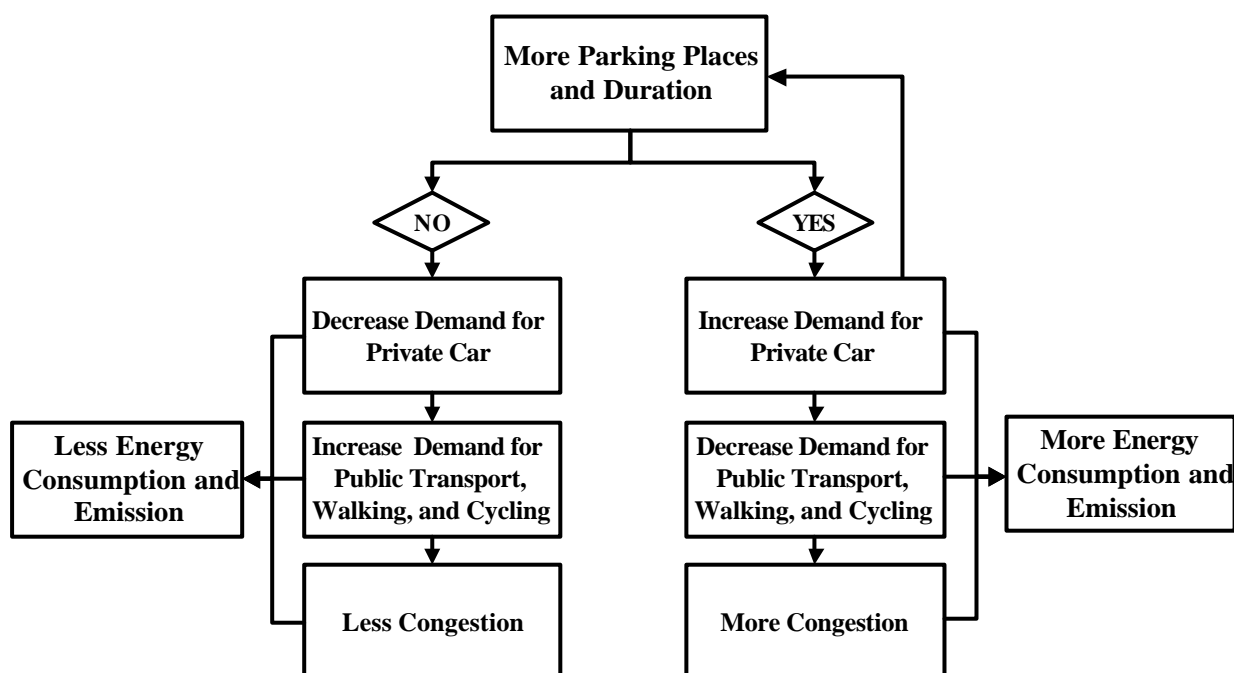 More Parking Places
and Duration
NO
YES
Decrease Demand for
Private Car
Increase Demand for
Private Car
Less Energy
Consumption and
Emission
Increase Demand for
Public Transport,
Walking, and Cycling
Decrease Demand for
Public Transport,
Walking, and Cycling
More Energy
Consumption and
Emission
Less Congestion
More Congestion